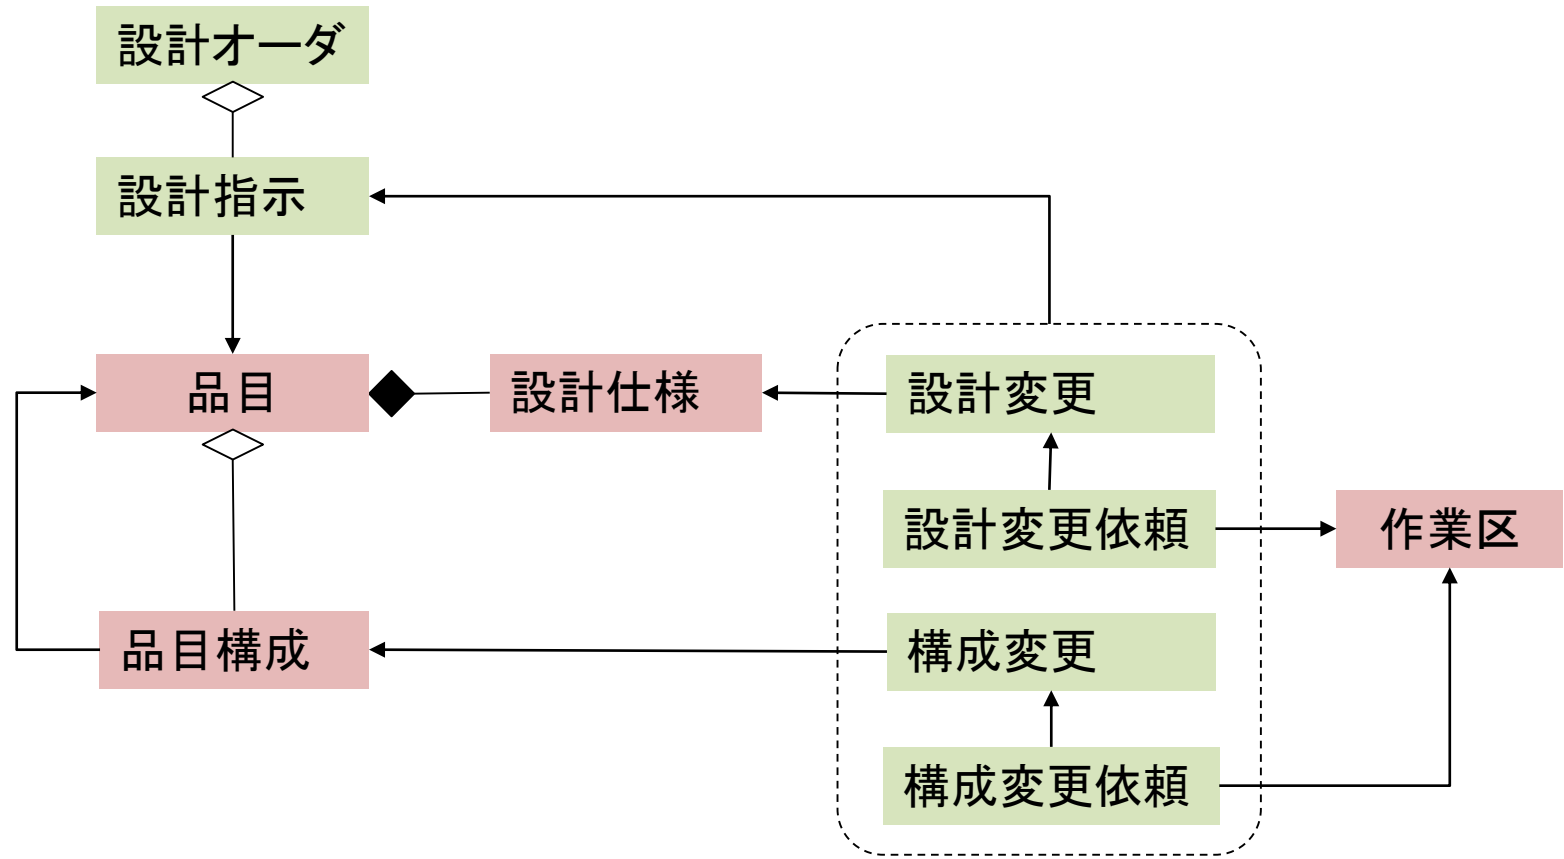 設計オーダ
設計指示
品目
設計仕様
設計変更
設計変更依頼
作業区
品目構成
構成変更
構成変更依頼